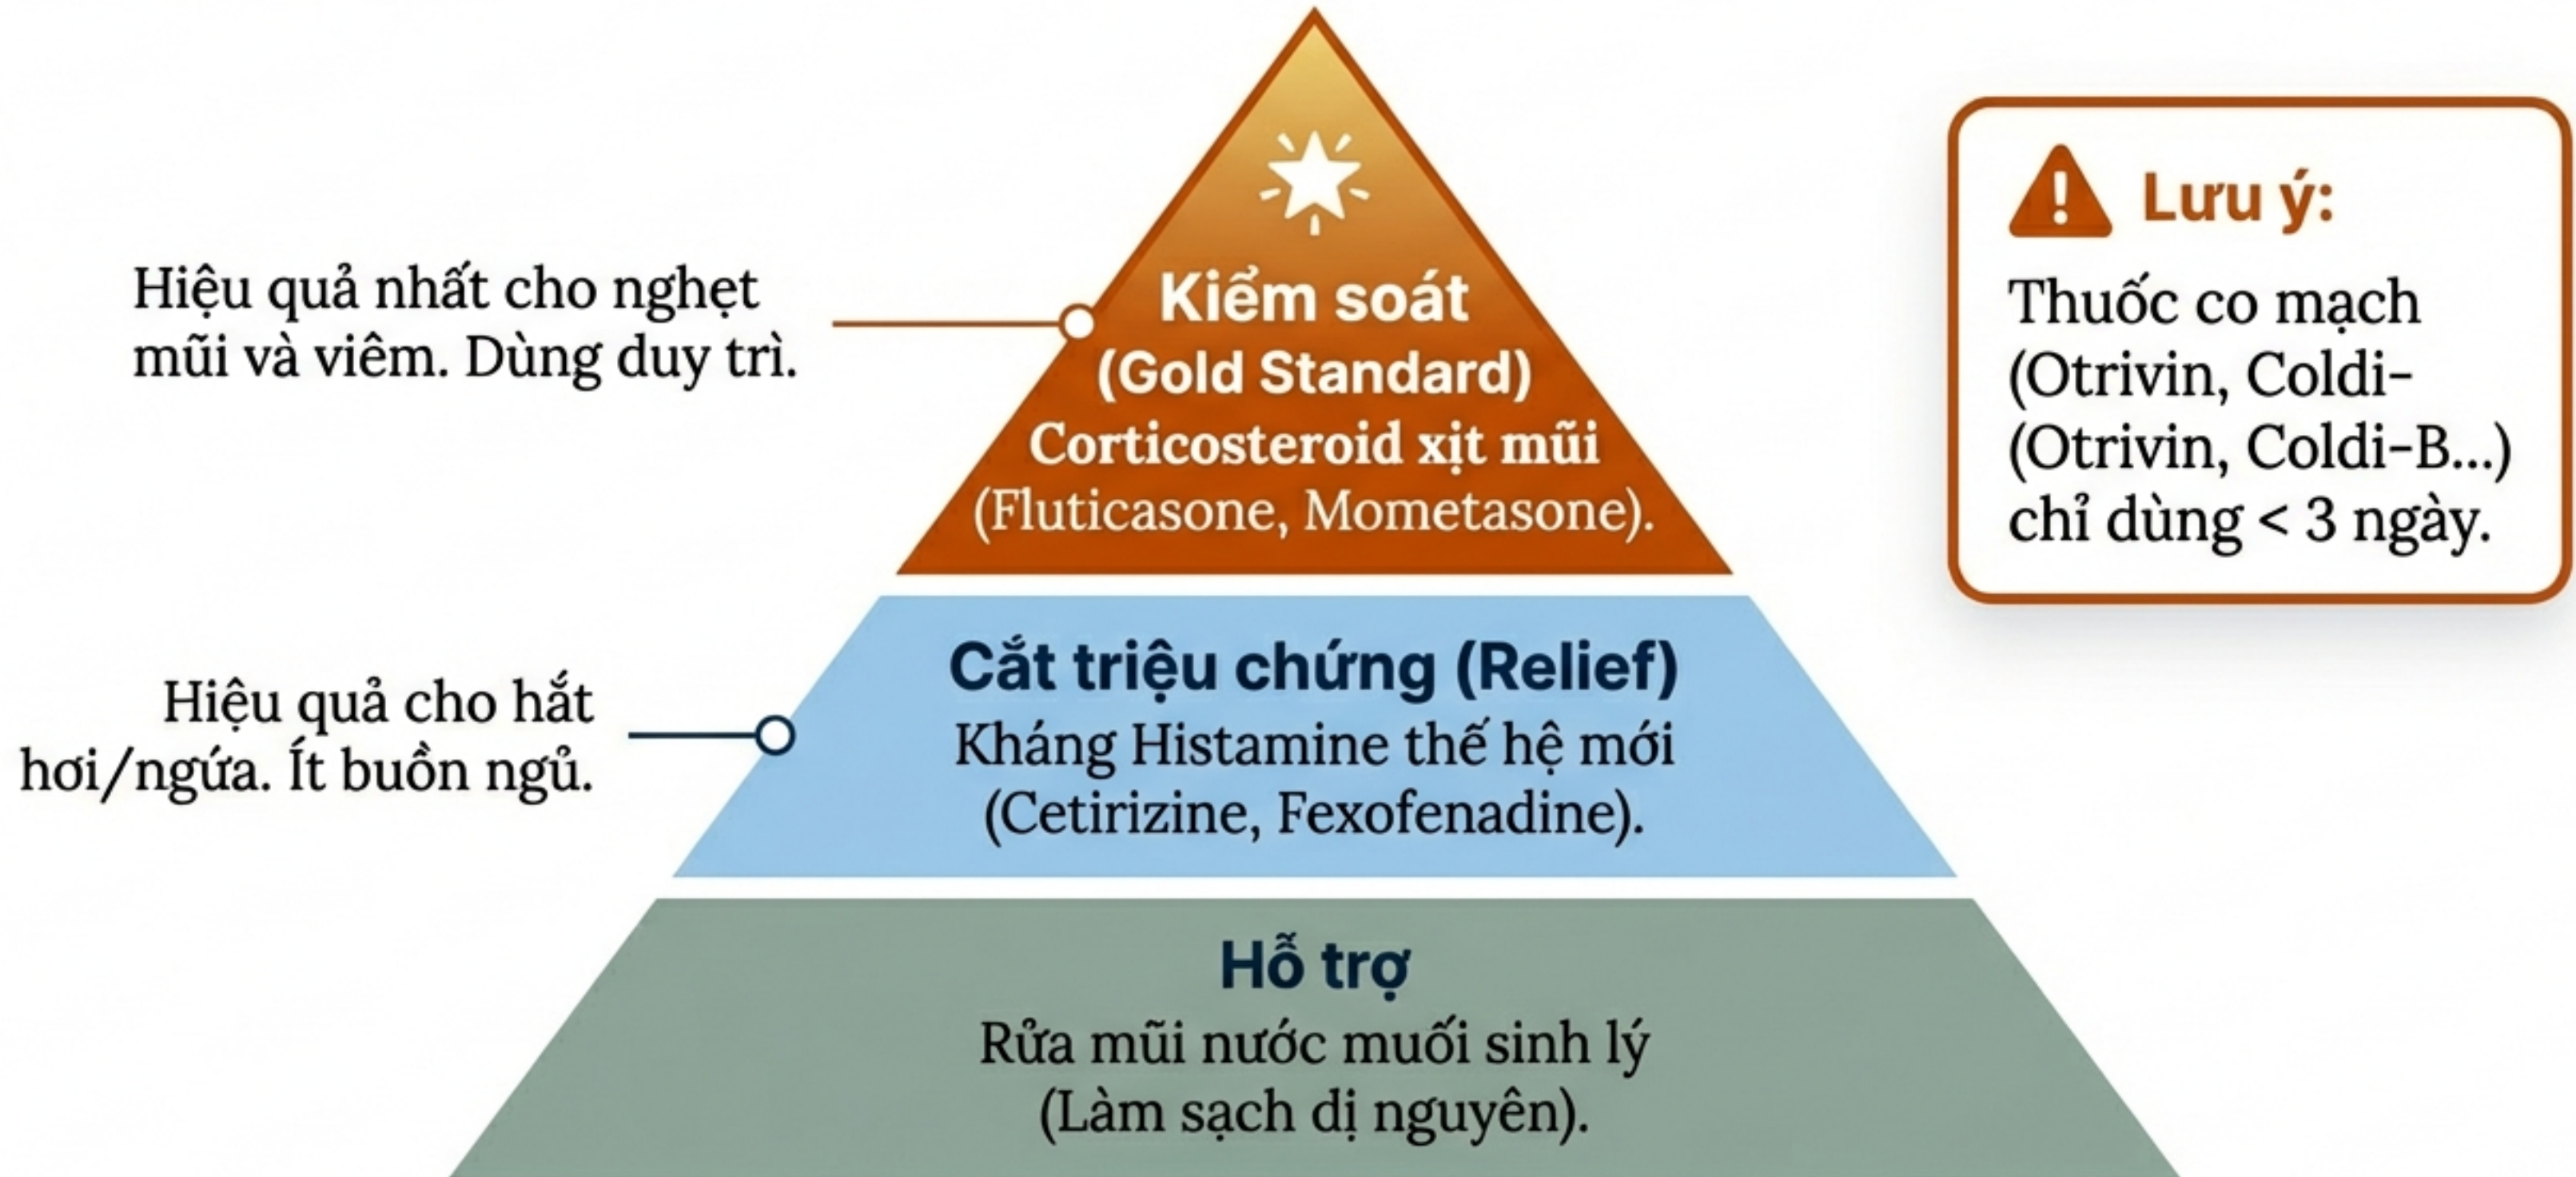 Hiệu quả nhất cho nghẹt
mũi và viêm. Dùng duy trì.
Kiểm soát
(Gold Standard)
Corticosteroid xịt mũi
(Fluticasone, Mometasone).
Lưu ý:
Thuốc co mạch
(Otrivin, Coldi-
(Otrivin, Coldi-B...)
chỉ dùng < 3 ngày.
Hiệu quả cho hắt
hơi/ngứa. Ít buồn ngủ.
Cắt triệu chứng (Relief)
Kháng Histamine thế hệ mới
(Cetirizine, Fexofenadine).
Hỗ trợ
Rửa mũi nước muối sinh lý
(Làm sạch dị nguyên).